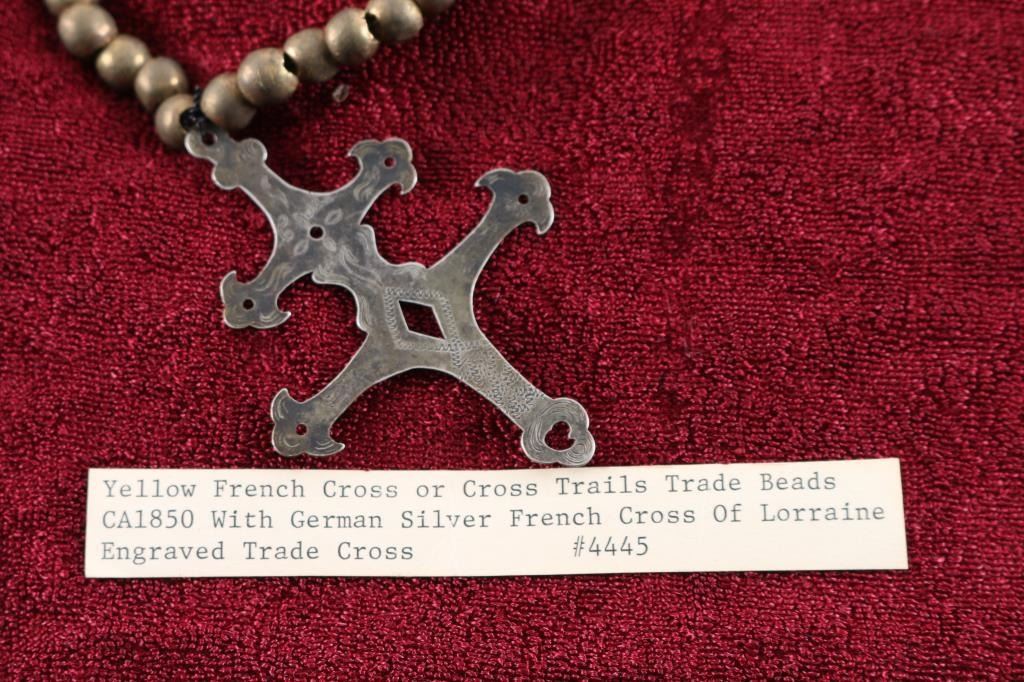 Yellow French Cross or Cross Trails Trade Beads
CA1850 With German Silver French Cross Of Lorraine
Engraved Trade Cross #4445